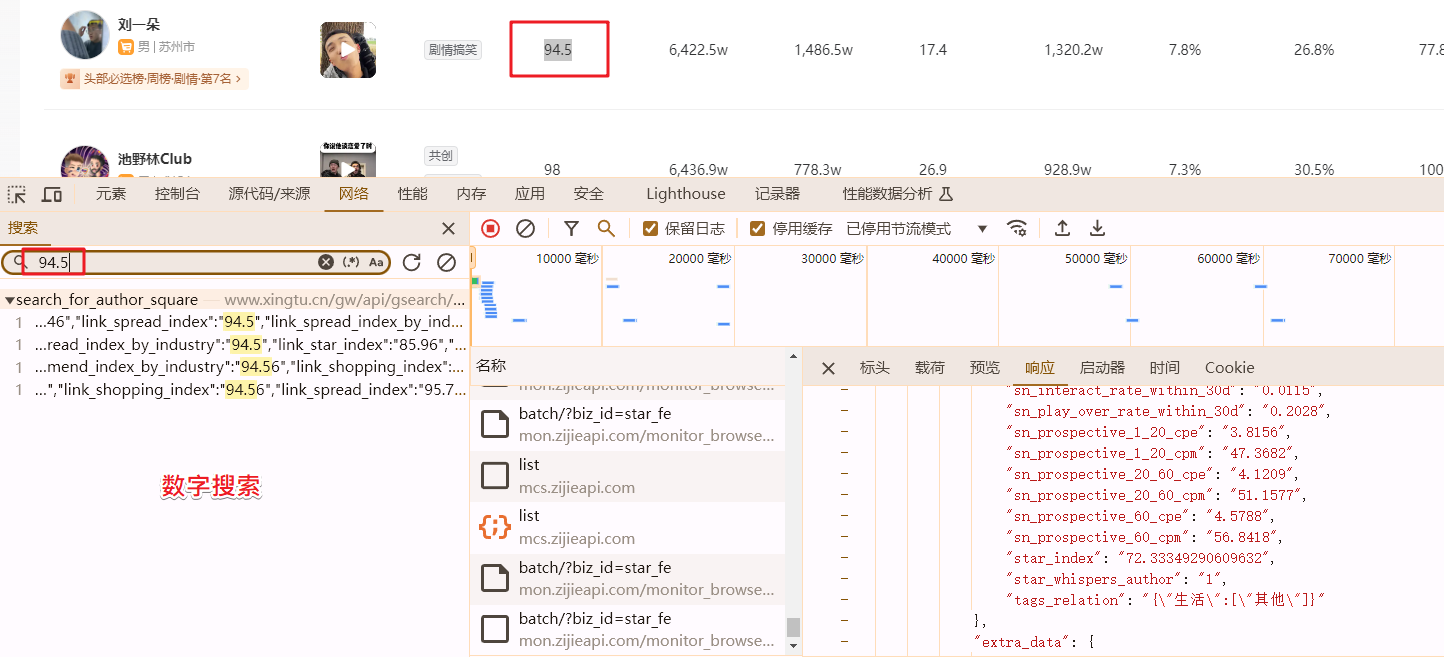 刘一朵
男 | 苏州市
头部必选榜·周榜·剧情·第7名 >
剧情搞笑
94.5
6,422.5w
1,486.5w
17.4
1,320.2w
7.8%
26.8%
77.8
池野林Club
共创
98
6,436.9w
778.3w
26.9
928.9w
7.3%
30.5%
100
元素 控制台 源代码/来源 网络 性能 内存 应用 安全 Lighthouse 记录器 性能数据分析
搜索
保留日志 停用缓存 已停用节流模式
94.5
(.*) Aa
10000 毫秒 20000 毫秒 30000 毫秒 40000 毫秒 50000 毫秒 60000 毫秒 70000 毫秒
search_for_author_square — www.xingtu.cn/gw/api/gsearch/...
1 ...46","link_spread_index":"94.5","link_spread_index_by_ind...
1 ...read_index_by_industry":"94.5","link_star_index":"85.96","...
1 ...mend_index_by_industry":"94.56","link_shopping_index":...
1 ...","link_shopping_index":"94.56","link_spread_index":"95.7...
数字搜索
名称
mon.zijieapi.com/monitor_browse...
batch/?biz_id=star_fe
mon.zijieapi.com/monitor_browse...
list
mcs.zijieapi.com
list
mcs.zijieapi.com
batch/?biz_id=star_fe
mon.zijieapi.com/monitor_browse...
batch/?biz_id=star_fe
mon.zijieapi.com/monitor_browse...
标头 载荷 预览 响应 启动器 时间 Cookie
"sn_interact_rate_within_30d": "0.0115",
"sn_play_over_rate_within_30d": "0.2028",
"sn_prospective_1_20_cpe": "3.8156",
"sn_prospective_1_20_cpm": "47.3682",
"sn_prospective_20_60_cpe": "4.1209",
"sn_prospective_20_60_cpm": "51.1577",
"sn_prospective_60_cpe": "4.5788",
"sn_prospective_60_cpm": "56.8418",
"star_index": "72.33349290609632",
"star_whispers_author": "1",
"tags_relation": "{\"生活\":[\"其他\"]}"
},
"extra_data": {